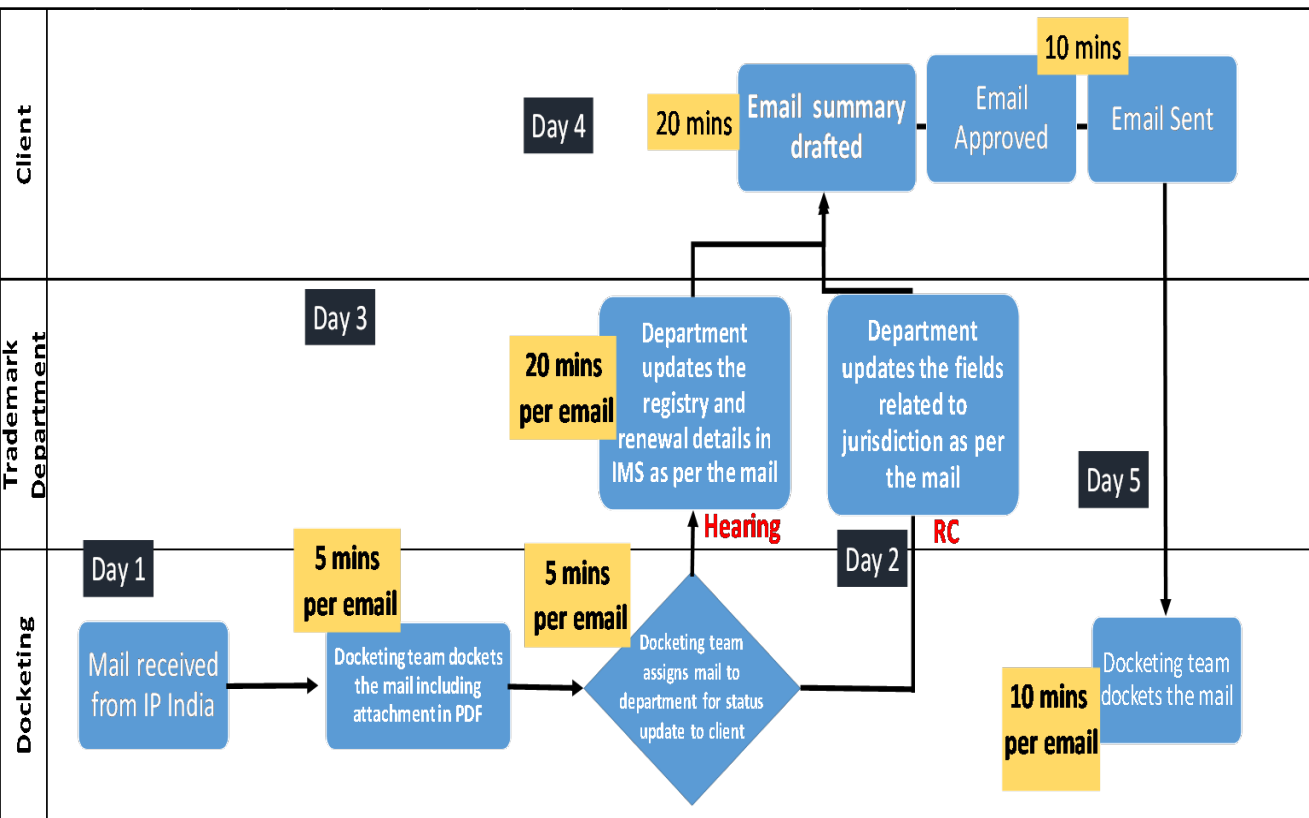 Client
Day 4
20 mins
Email summary
drafted
Email
Approved
10 mins
Email Sent
Trademark
Department
Day 3
20 mins
per email
Department
updates the
registry and
renewal details in
IMS as per the mail
Hearing
Department
updates the fields
related to
jurisdiction as per
the mail
RC
Day 5
Docketing
Day 1
Mail received
from IP India
5 mins
per email
Docketing team dockets
the mail including
attachment in PDF
5 mins
per email
Docketing team
assigns mail to
department for status
update to client
Day 2
Docketing team
dockets the mail
10 mins
per email